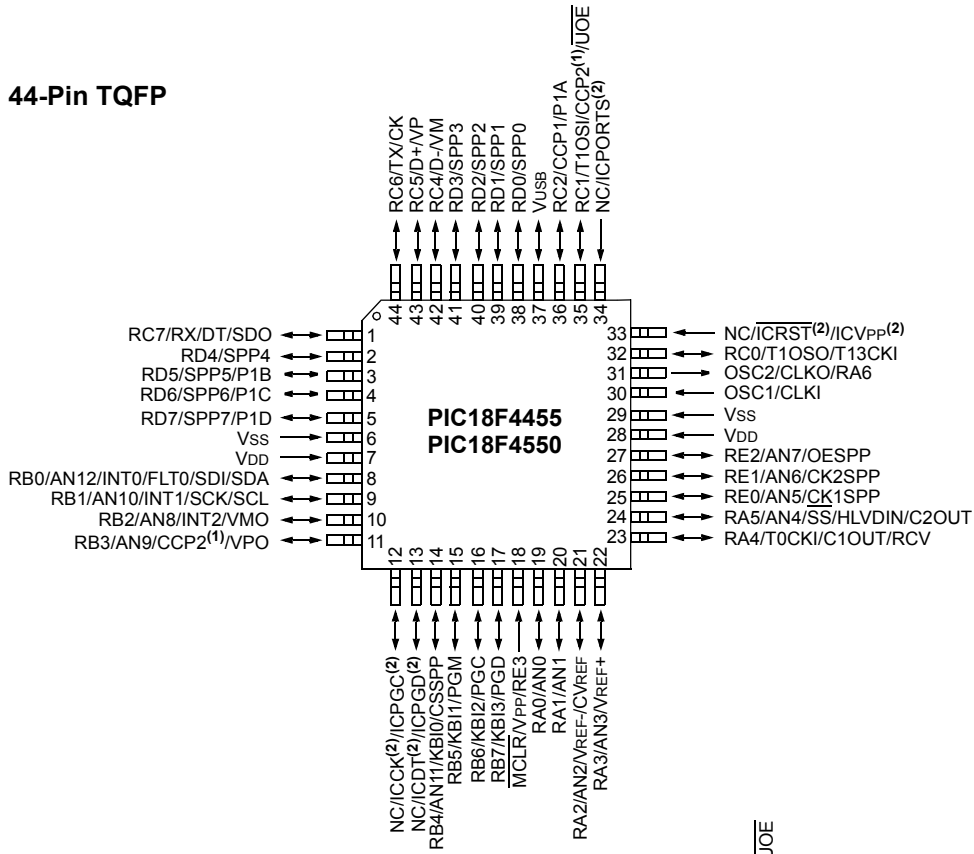 44-Pin TQFP
RC6/TX/CK
RC5/D+/VP
RC4/D-/VM
RD3/SPP3
RD2/SPP2
RD1/SPP1
RD0/SPP0
VUSB
RC2/CCP1/P1A
RC1/T1OSI/CCP2(1)/UOE
NC/ICPORTS(2)
44
43
42
41
40
39
38
37
36
35
34
RC7/RX/DT/SDO 1
RD4/SPP4 2
RD5/SPP5/P1B 3
RD6/SPP6/P1C 4
RD7/SPP7/P1D 5
VSS 6
VDD 7
RB0/AN12/INT0/FLT0/SDI/SDA 8
RB1/AN10/INT1/SCK/SCL 9
RB2/AN8/INT2/VMO 10
RB3/AN9/CCP2(1)/VPO 11
PIC18F4455
PIC18F4550
33 NC/ICRST(2)/ICVPP(2)
32 RC0/T1OSO/T13CKI
31 OSC2/CLKO/RA6
30 OSC1/CLKI
29 VSS
28 VDD
27 RE2/AN7/OESPP
26 RE1/AN6/CK2SPP
25 RE0/AN5/CK1SPP
24 RA5/AN4/SS/HLVDIN/C2OUT
23 RA4/T0CKI/C1OUT/RCV
12
13
14
15
16
17
18
19
20
21
22
NC/ICCK(2)/ICPGC(2)
NC/ICDT(2)/ICPGD(2)
RB4/AN11/KBI0/CSSPP
RB5/KBI1/PGM
RB6/KBI2/PGC
RB7/KBI3/PGD
MCLR/VPP/RE3
RA0/AN0
RA1/AN1
RA2/AN2/VREF-/CVREF
RA3/AN3/VREF+
UOE